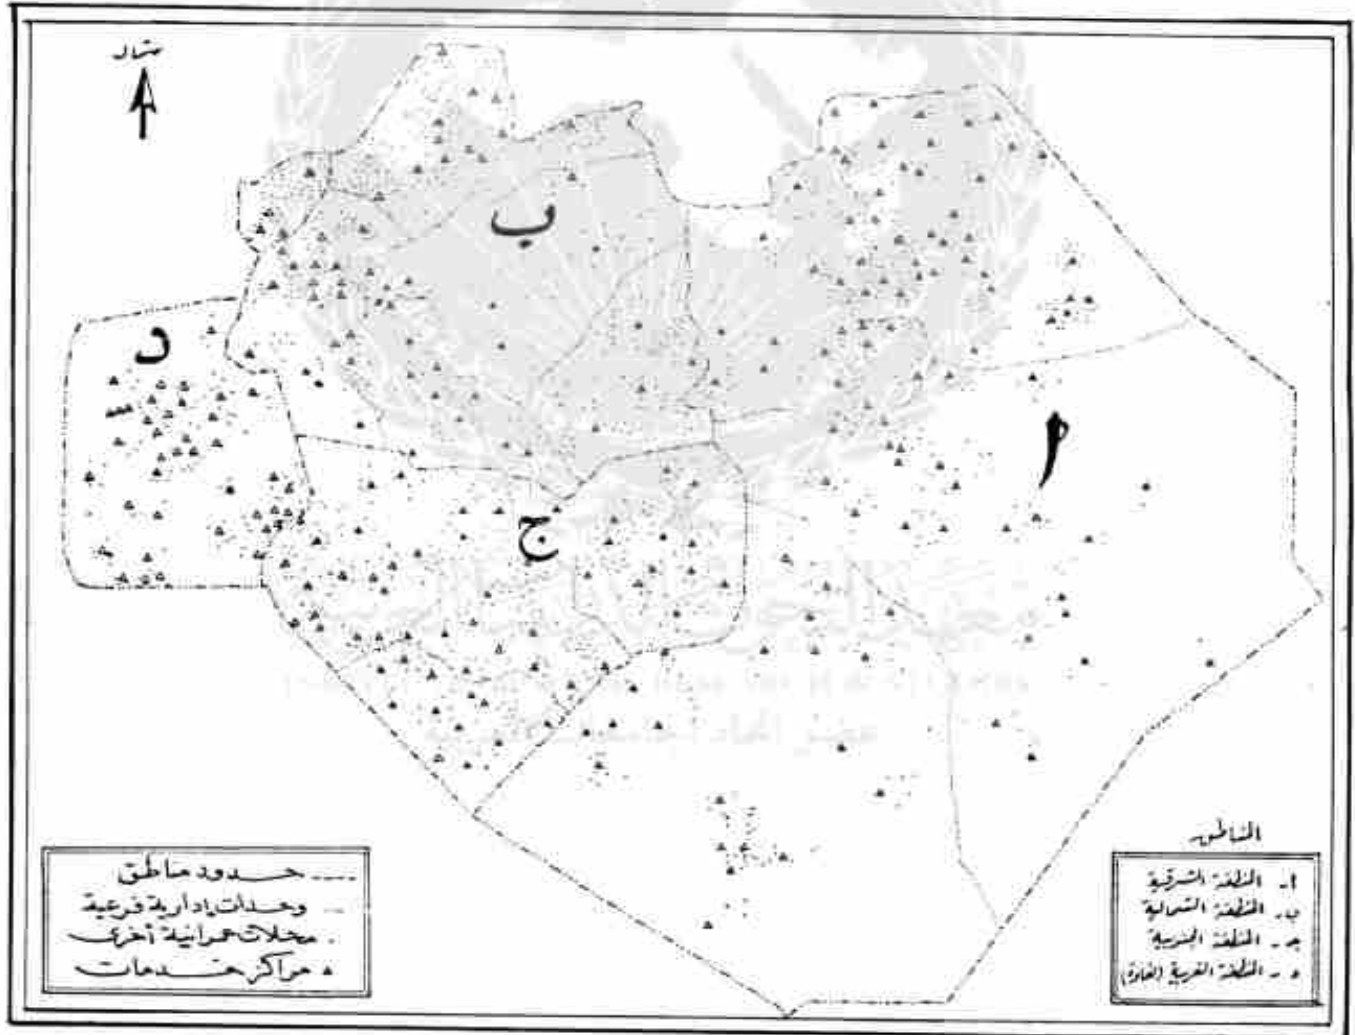 شمال
ب
د
أ
ج
حدود مناطق
وحدات إدارية فرعية
محلات عمرانية أخرى
مراكز خدمات
المناطق
أ- المنطقة الشرقية
ب- المنطقة الشمالية
ج- المنطقة الجنوبية
د- المنطقة الغربية